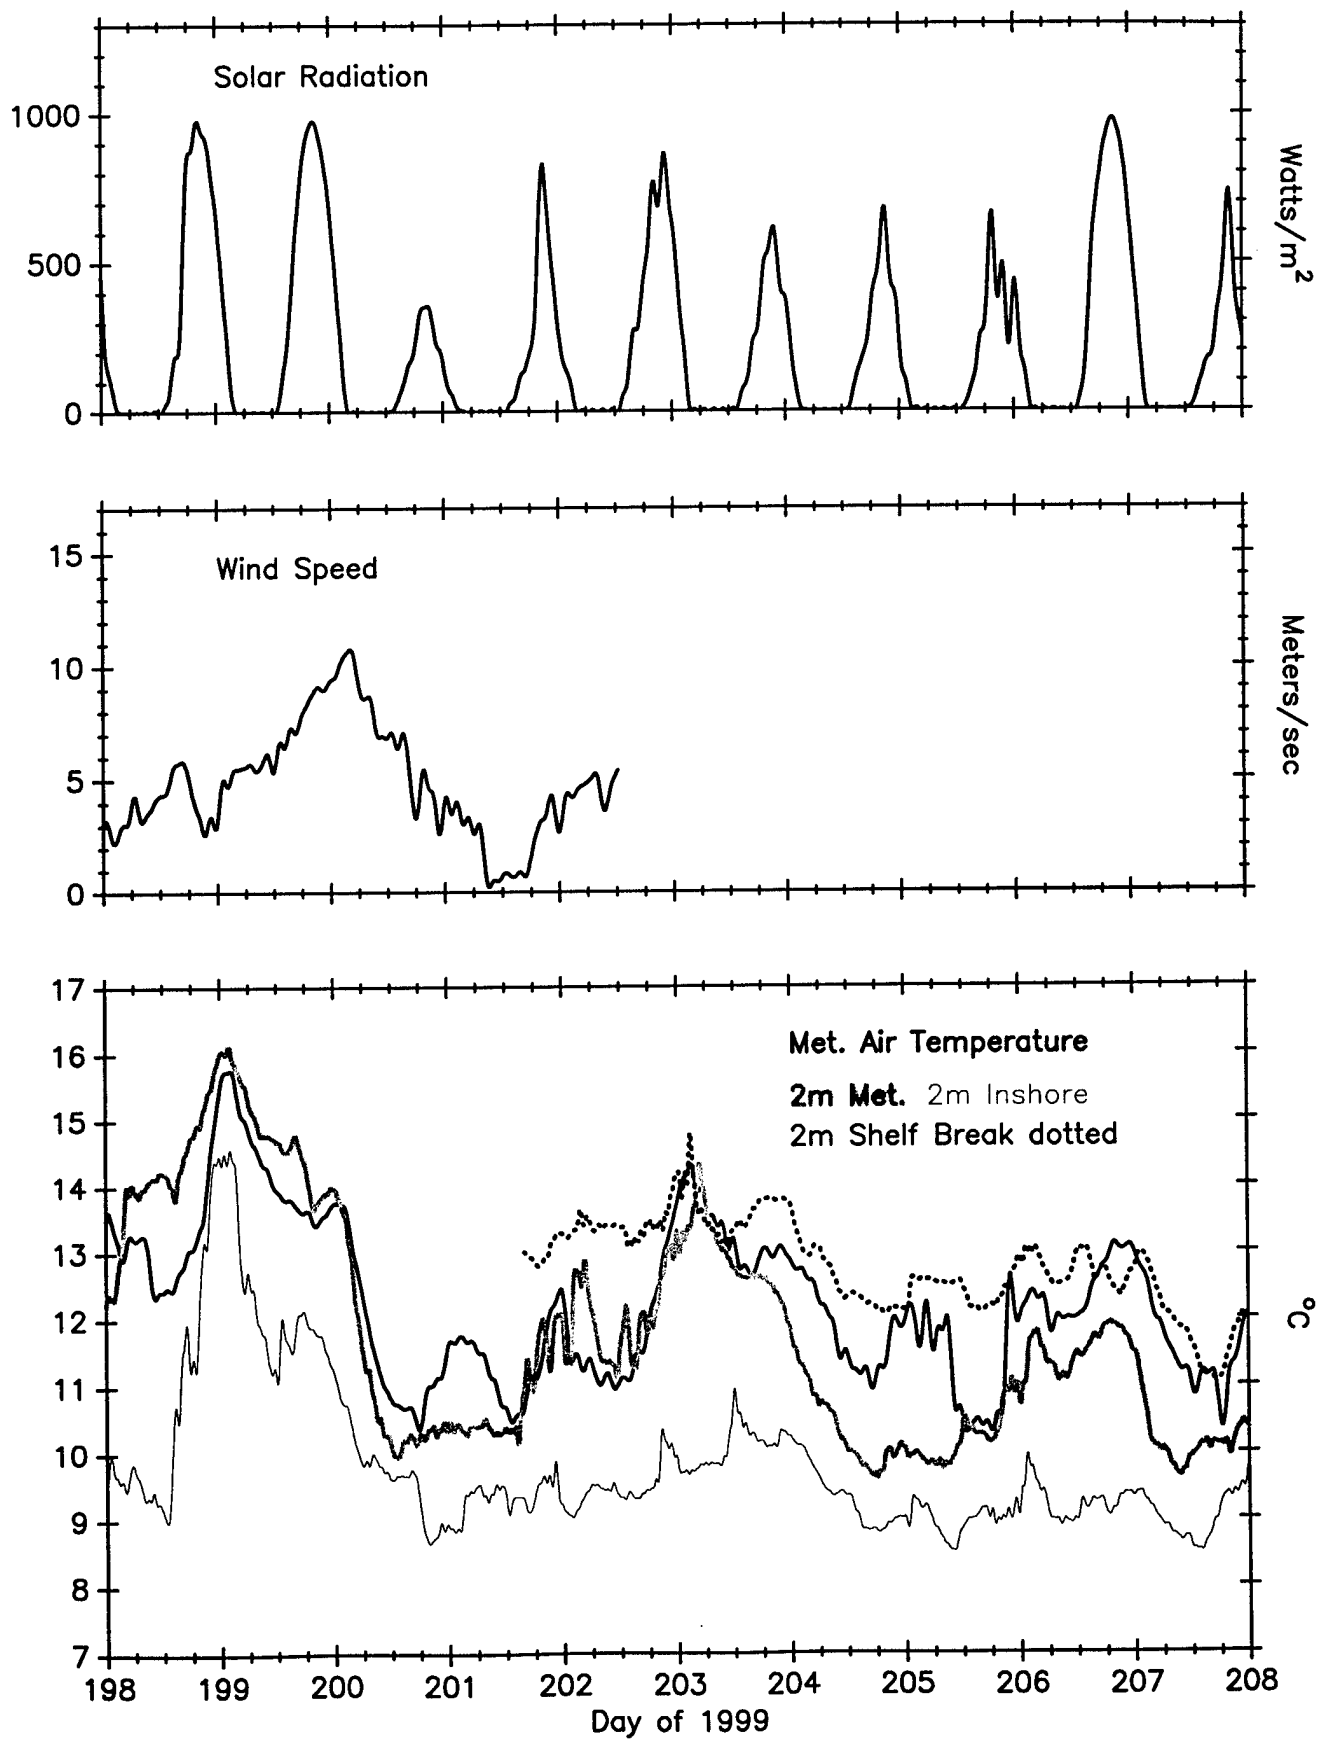 Solar Radiation
1000
500
0
Watts/m²
Wind Speed
15
10
5
0
Meters/sec
17
16
15
14
13
12
11
10
9
8
7
Met. Air Temperature
2m Met. 2m Inshore
2m Shelf Break dotted
°C
198 199 200 201 202 203 204 205 206 207 208
Day of 1999